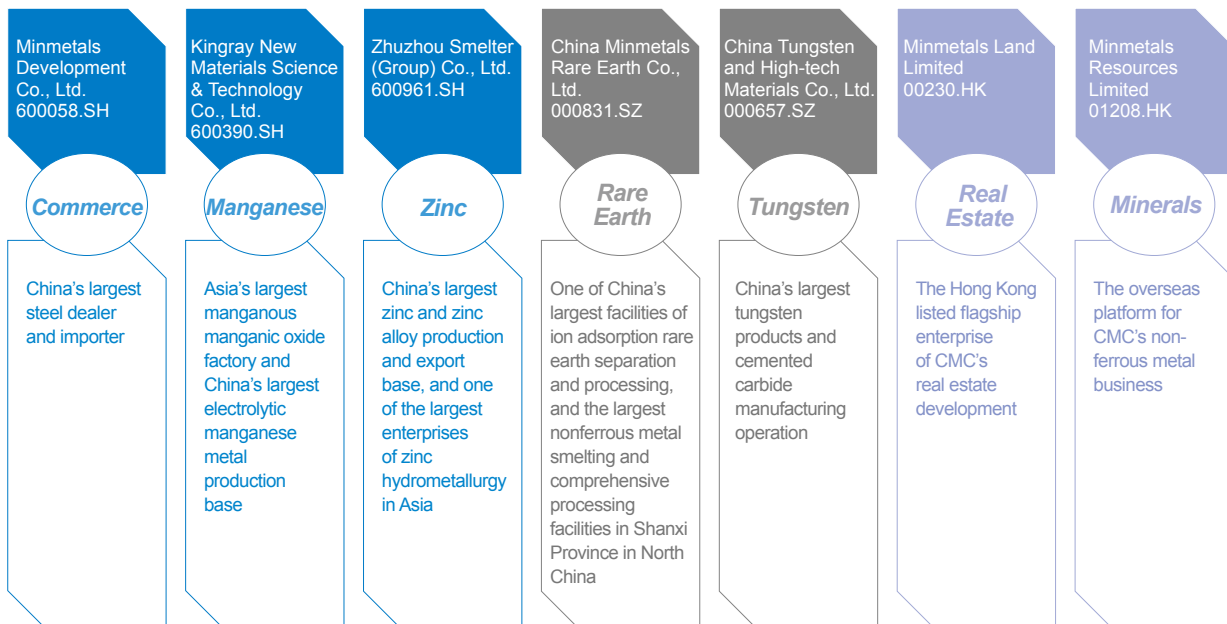 Minmetals
Development
Co., Ltd.
600058.SH
Commerce
China's largest
steel dealer
and importer
Kingray New
Materials Science
& Technology
Co., Ltd.
600390.SH
Manganese
Asia's largest
manganous
manganic oxide
factory and
China's largest
electrolytic
manganese
metal
production
base
Zhuzhou Smelter
(Group) Co., Ltd.
600961.SH
Zinc
China's largest
zinc and zinc
alloy production
and export
base, and one
of the largest
enterprises
of zinc
hydrometallurgy
in Asia
China Minmetals
Rare Earth Co.,
Ltd.
000831.SZ
Rare
Earth
One of China's
largest facilities of
ion adsorption rare
earth separation
and processing,
and the largest
nonferrous metal
smelting and
comprehensive
processing
facilities in Shanxi
Province in North
China
China Tungsten
and High-tech
Materials Co., Ltd.
000657.SZ
Tungsten
China's largest
tungsten
products and
cemented
carbide
manufacturing
operation
Minmetals Land
Limited
00230.HK
Real
Estate
The Hong Kong
listed flagship
enterprise
of CMC's
real estate
development
Minmetals
Resources
Limited
01208.HK
Minerals
The overseas
platform for
CMC's non-
ferrous metal
business